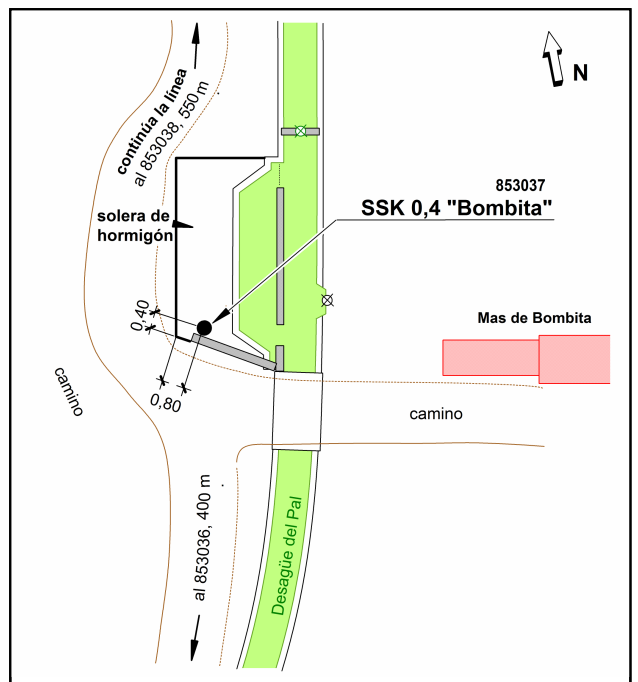 N
continúa la línea
al 853038, 550m
853037
SSK 0,4 "Bombita"
solera de
hormigón
0,40
Mas de Bombita
0,80
camino
camino
al 853036, 400 m
Desagüe del Pal